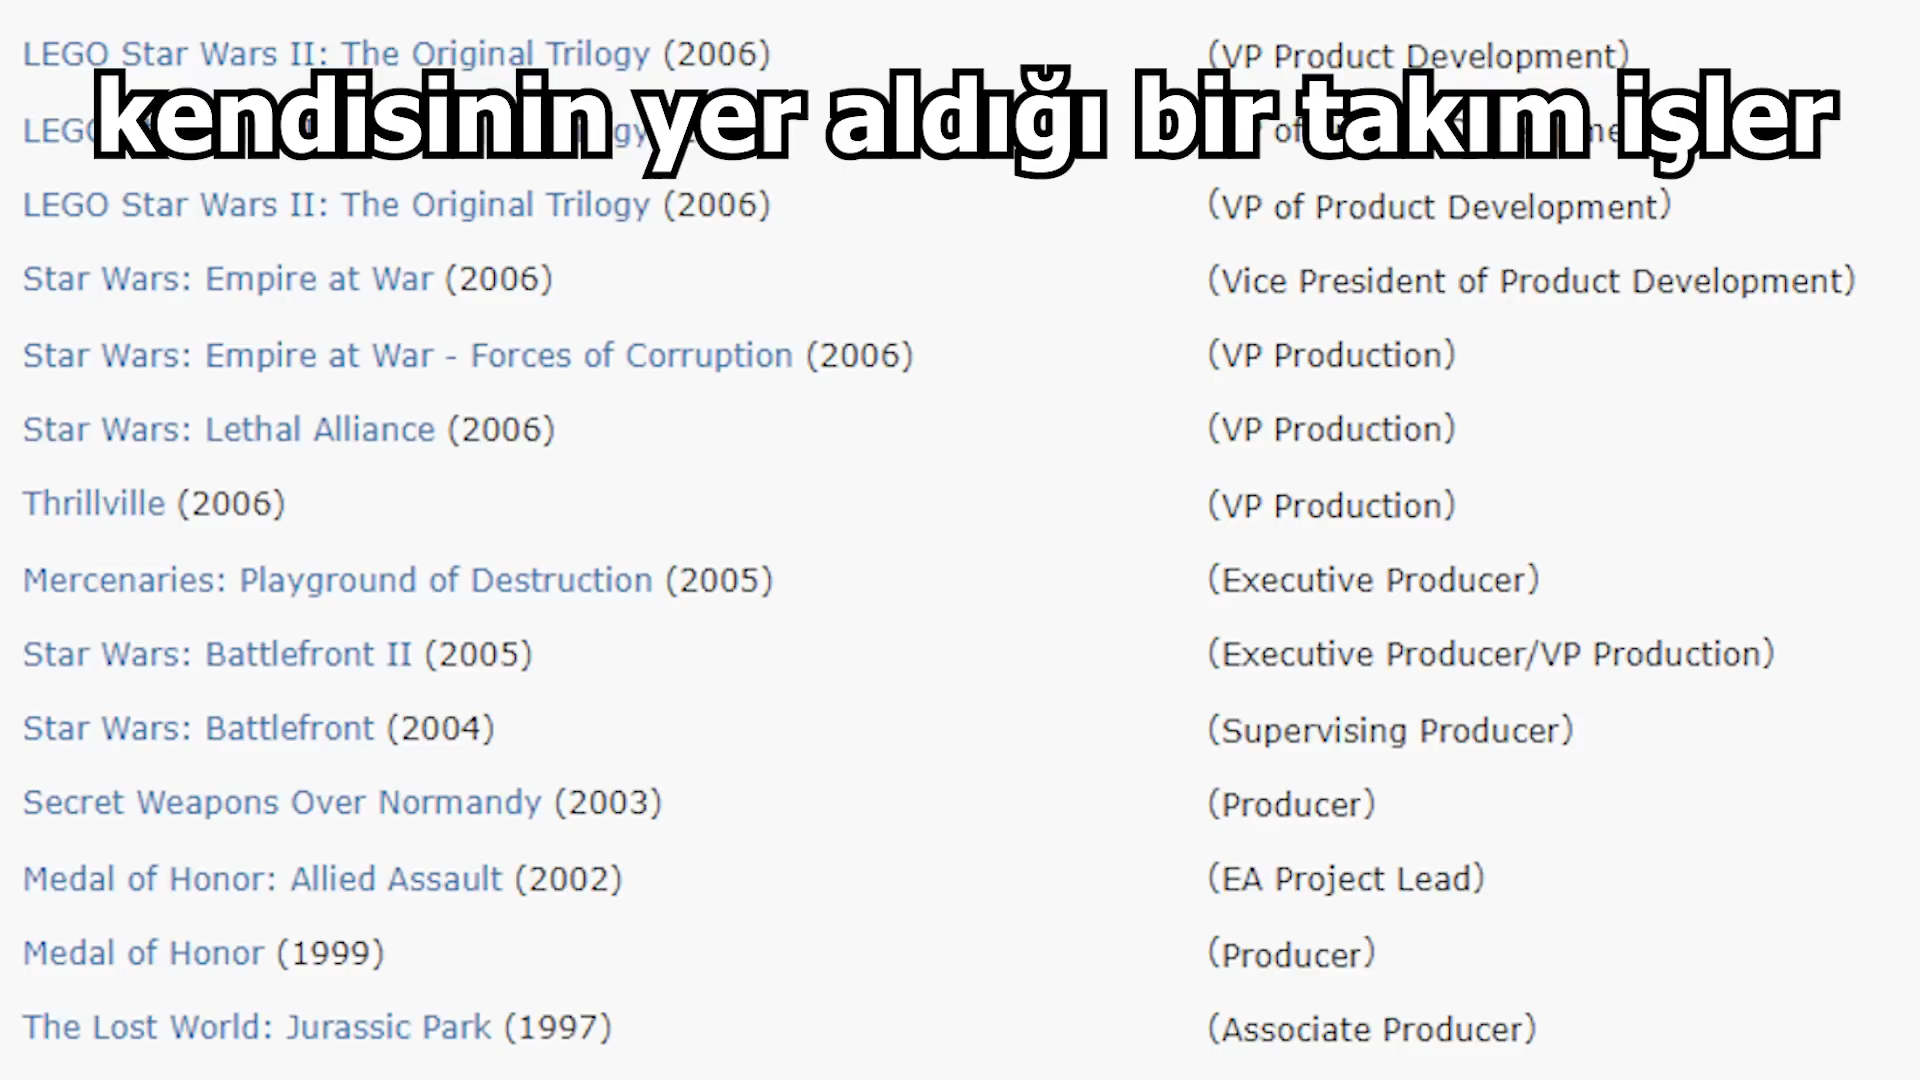 LEGO Star Wars II: The Original Trilogy (2006) (VP Product Development)
kendisinin yer aldığı bir takım işler
LEGO Star Wars II: The Original Trilogy (2006) (VP of Product Development)
Star Wars: Empire at War (2006) (Vice President of Product Development)
Star Wars: Empire at War - Forces of Corruption (2006) (VP Production)
Star Wars: Lethal Alliance (2006) (VP Production)
Thrillville (2006) (VP Production)
Mercenaries: Playground of Destruction (2005) (Executive Producer)
Star Wars: Battlefront II (2005) (Executive Producer/VP Production)
Star Wars: Battlefront (2004) (Supervising Producer)
Secret Weapons Over Normandy (2003) (Producer)
Medal of Honor: Allied Assault (2002) (EA Project Lead)
Medal of Honor (1999) (Producer)
The Lost World: Jurassic Park (1997) (Associate Producer)